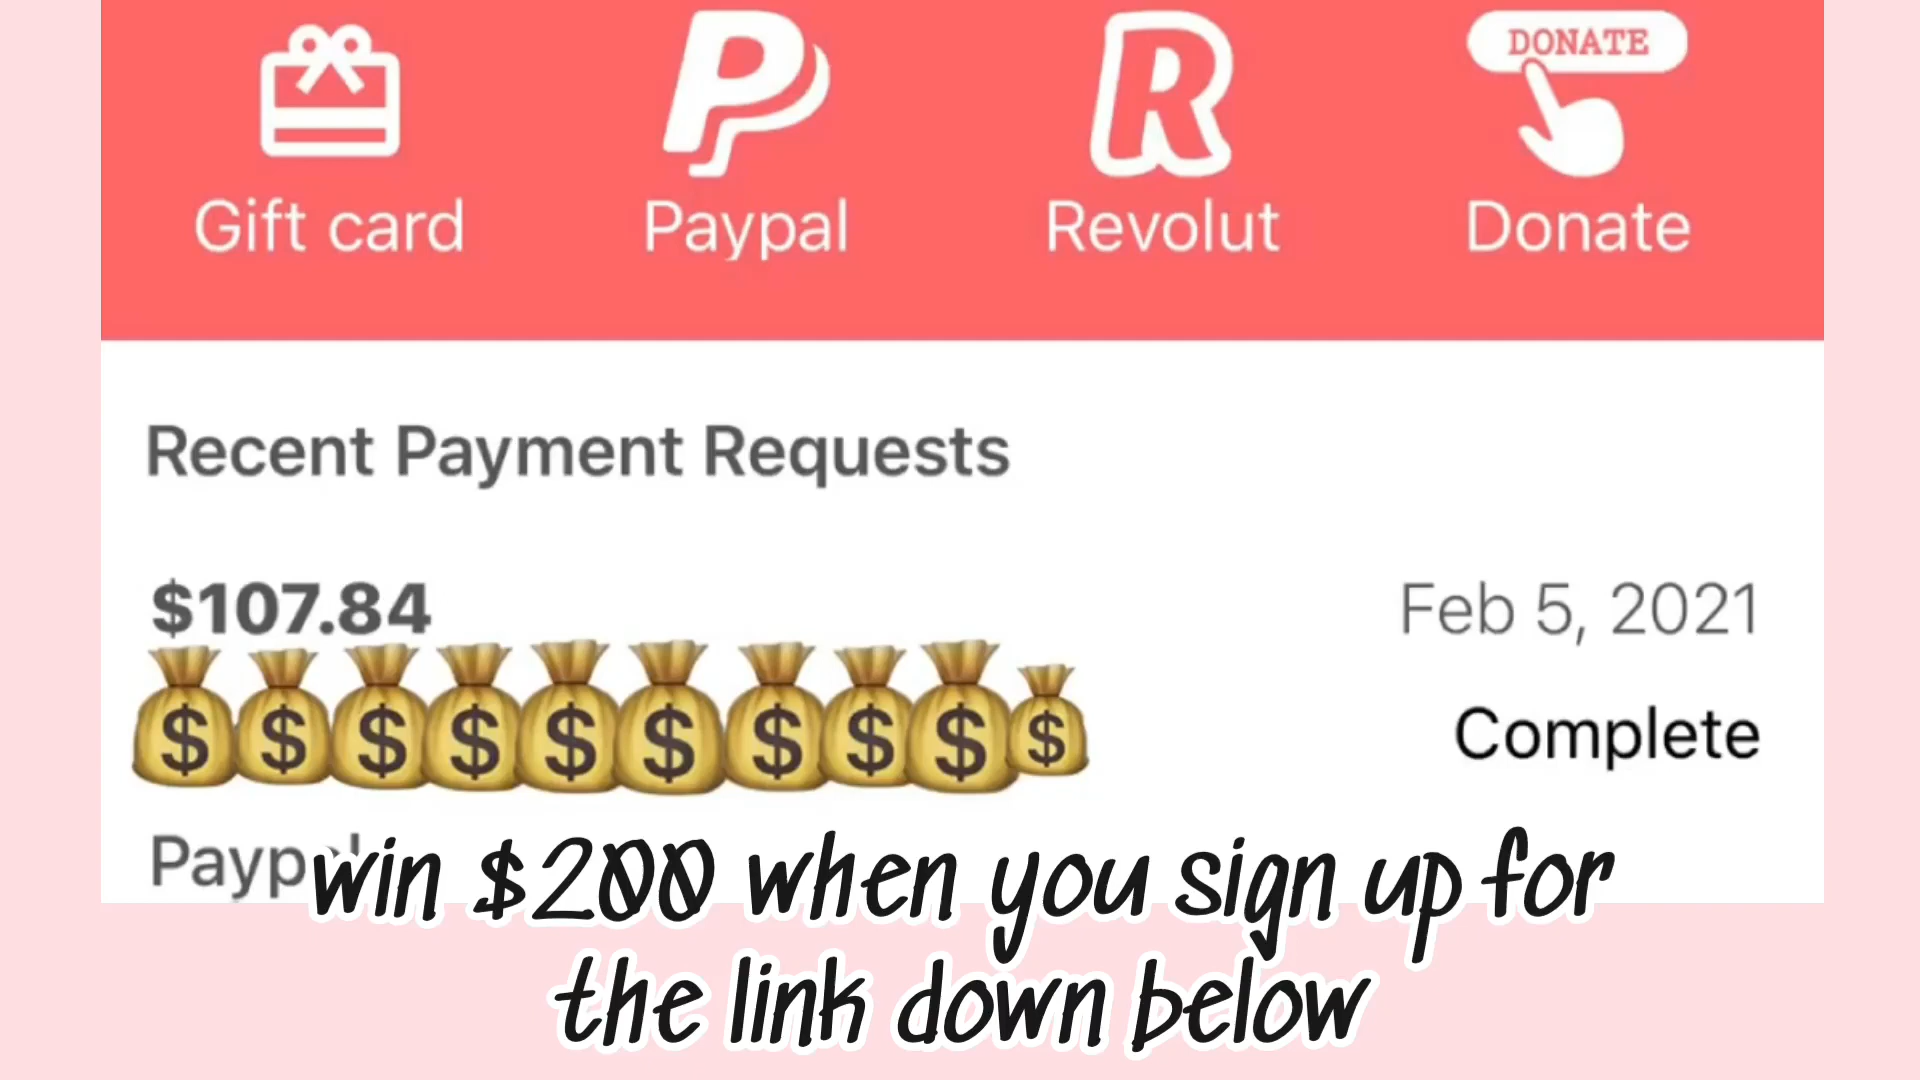 DONATE
Gift card Paypal Revolut Donate
Recent Payment Requests
$107.84 Feb 5, 2021
$ $ $ $ $ $ $ $ $ $
Complete
Paypal
win $200 when you sign up for
the link down below